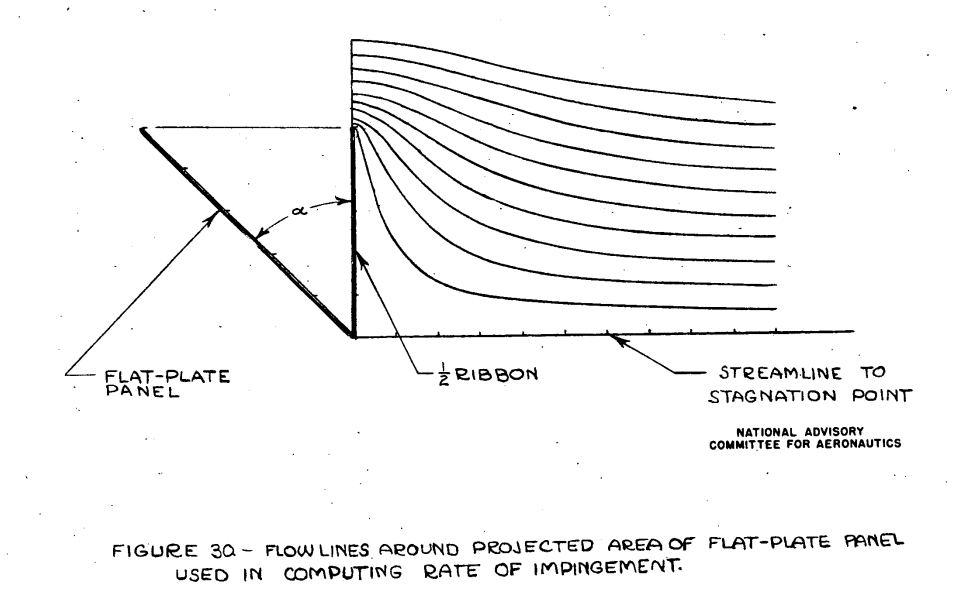 α
FLAT-PLATE
PANEL
½ RIBBON
STREAMLINE TO
STAGNATION POINT
NATIONAL ADVISORY
COMMITTEE FOR AERONAUTICS
FIGURE 3a - FLOW LINES AROUND PROJECTED AREA OF FLAT-PLATE PANEL
USED IN COMPUTING RATE OF IMPINGEMENT.